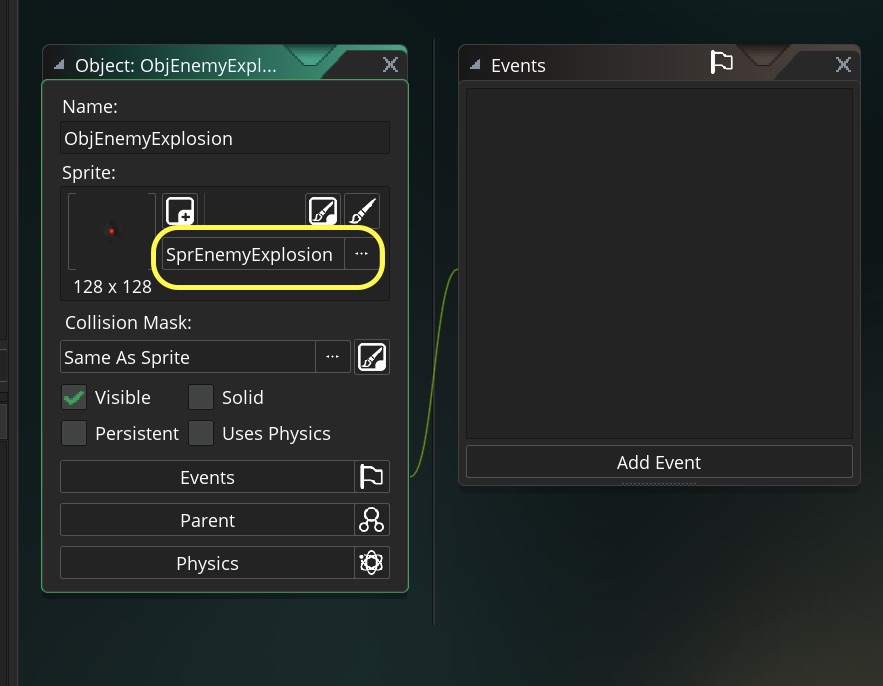 Object: ObjEnemyExpl...
Name:
ObjEnemyExplosion
Sprite:
SprEnemyExplosion ...
128 x 128
Collision Mask:
Same As Sprite ...
Visible Solid
Persistent Uses Physics
Events
Parent
Physics
Events
Add Event